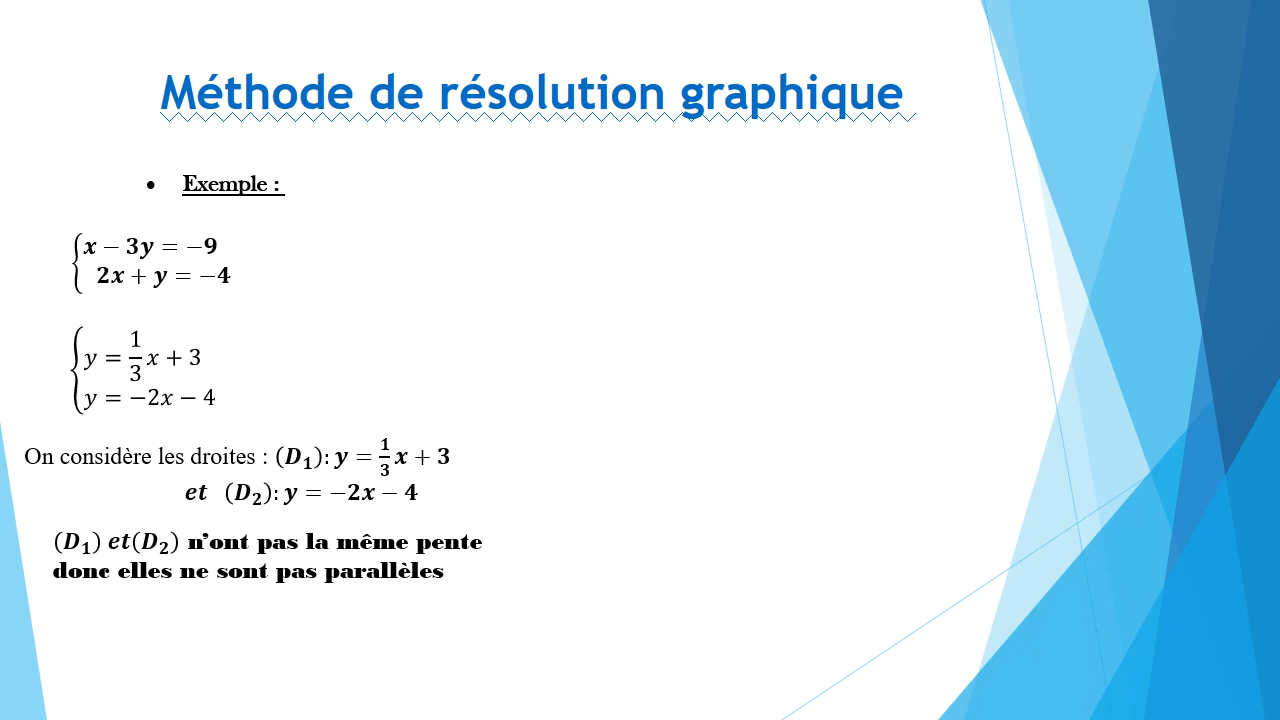 Méthode de résolution graphique
• Exemple :
{x − 3y = −9
2x + y = −4
{y = 1/3 x + 3
y = −2x − 4
On considère les droites : (D₁): y = 1/3 x + 3
et (D₂): y = −2x − 4
(D₁) et(D₂) n’ont pas la même pente
donc elles ne sont pas parallèles